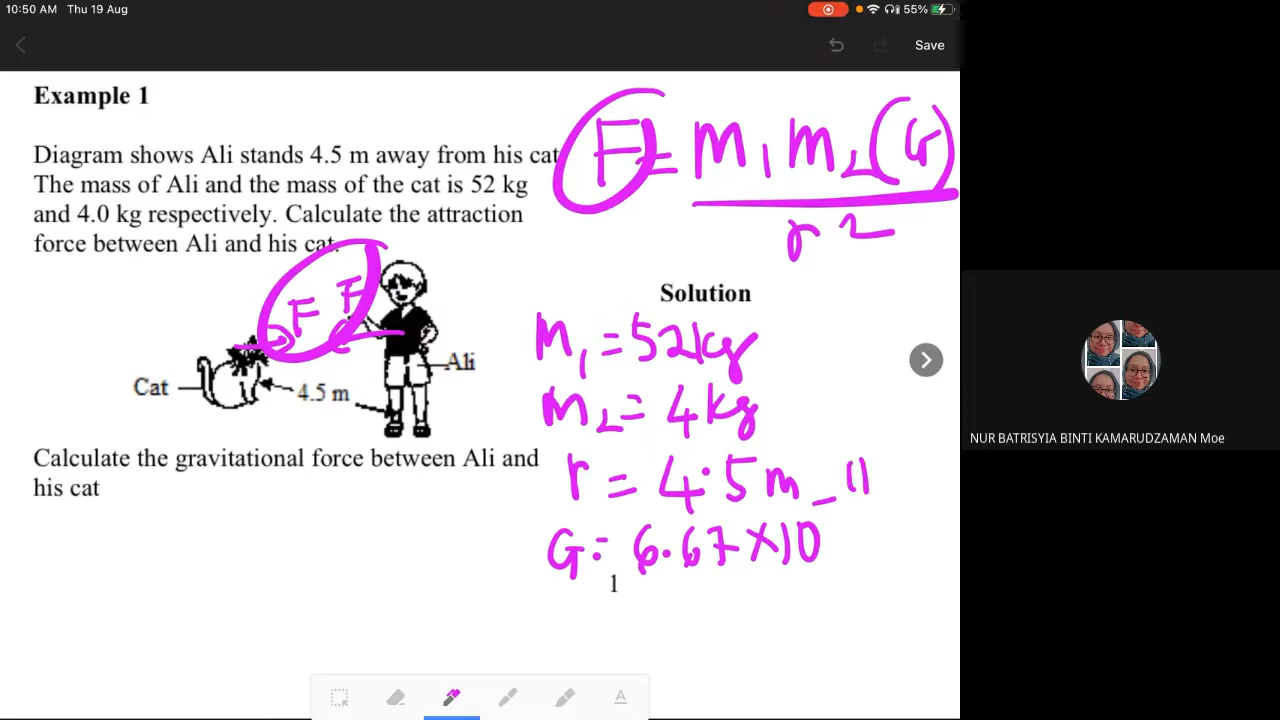 10:50 AM Thu 19 Aug
55%
Save
Example 1
Diagram shows Ali stands 4.5 m away from his cat
The mass of Ali and the mass of the cat is 52 kg
and 4.0 kg respectively. Calculate the attraction
force between Ali and his cat.
F F
Ali
Cat
4.5 m
Calculate the gravitational force between Ali and
his cat
F = m1 m2 (G)
r 2
Solution
m1 = 52kg
m2 = 4kg
r = 4.5m
-11
G = 6.67 × 10
1
A
NUR BATRISYIA BINTI KAMARUDZAMAN Moe